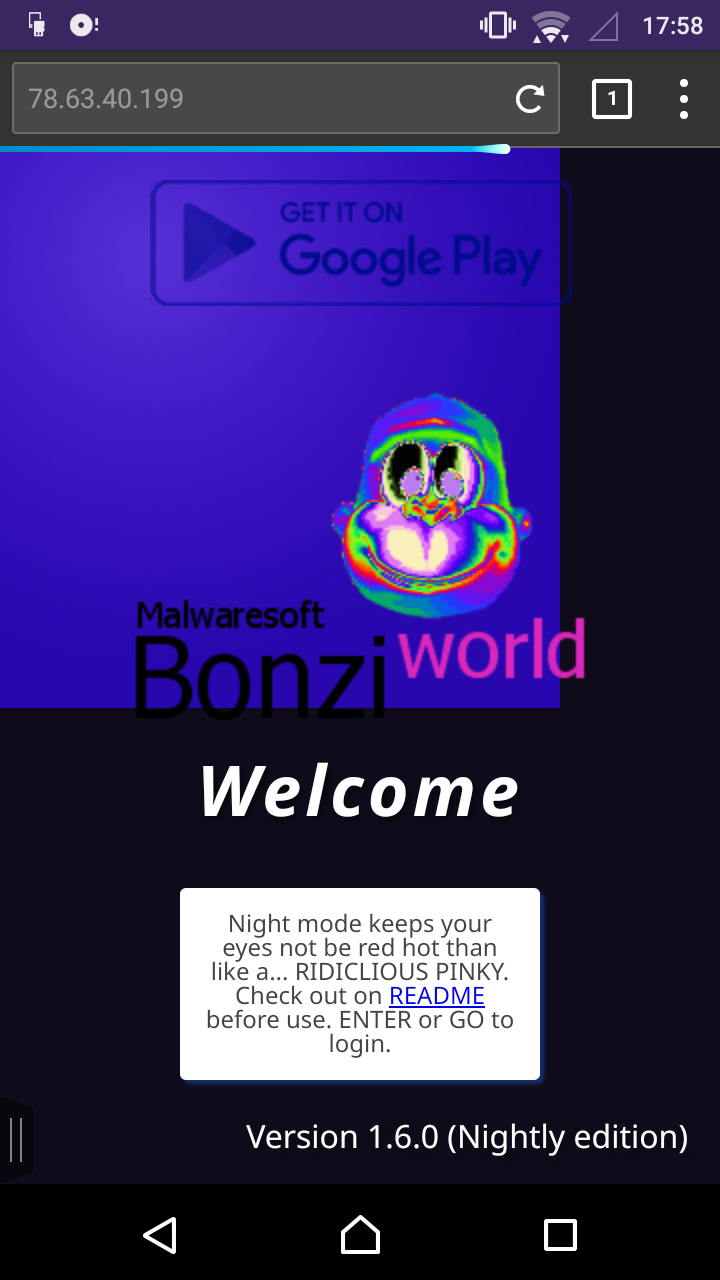 17:58
78.63.40.199
1
GET IT ON
Google Play
Malwaresoft
Bonzi world
Welcome
Night mode keeps your
eyes not be red hot than
like a... RIDICLIOUS PINKY.
Check out on README
before use. ENTER or GO to
login.
Version 1.6.0 (Nightly edition)